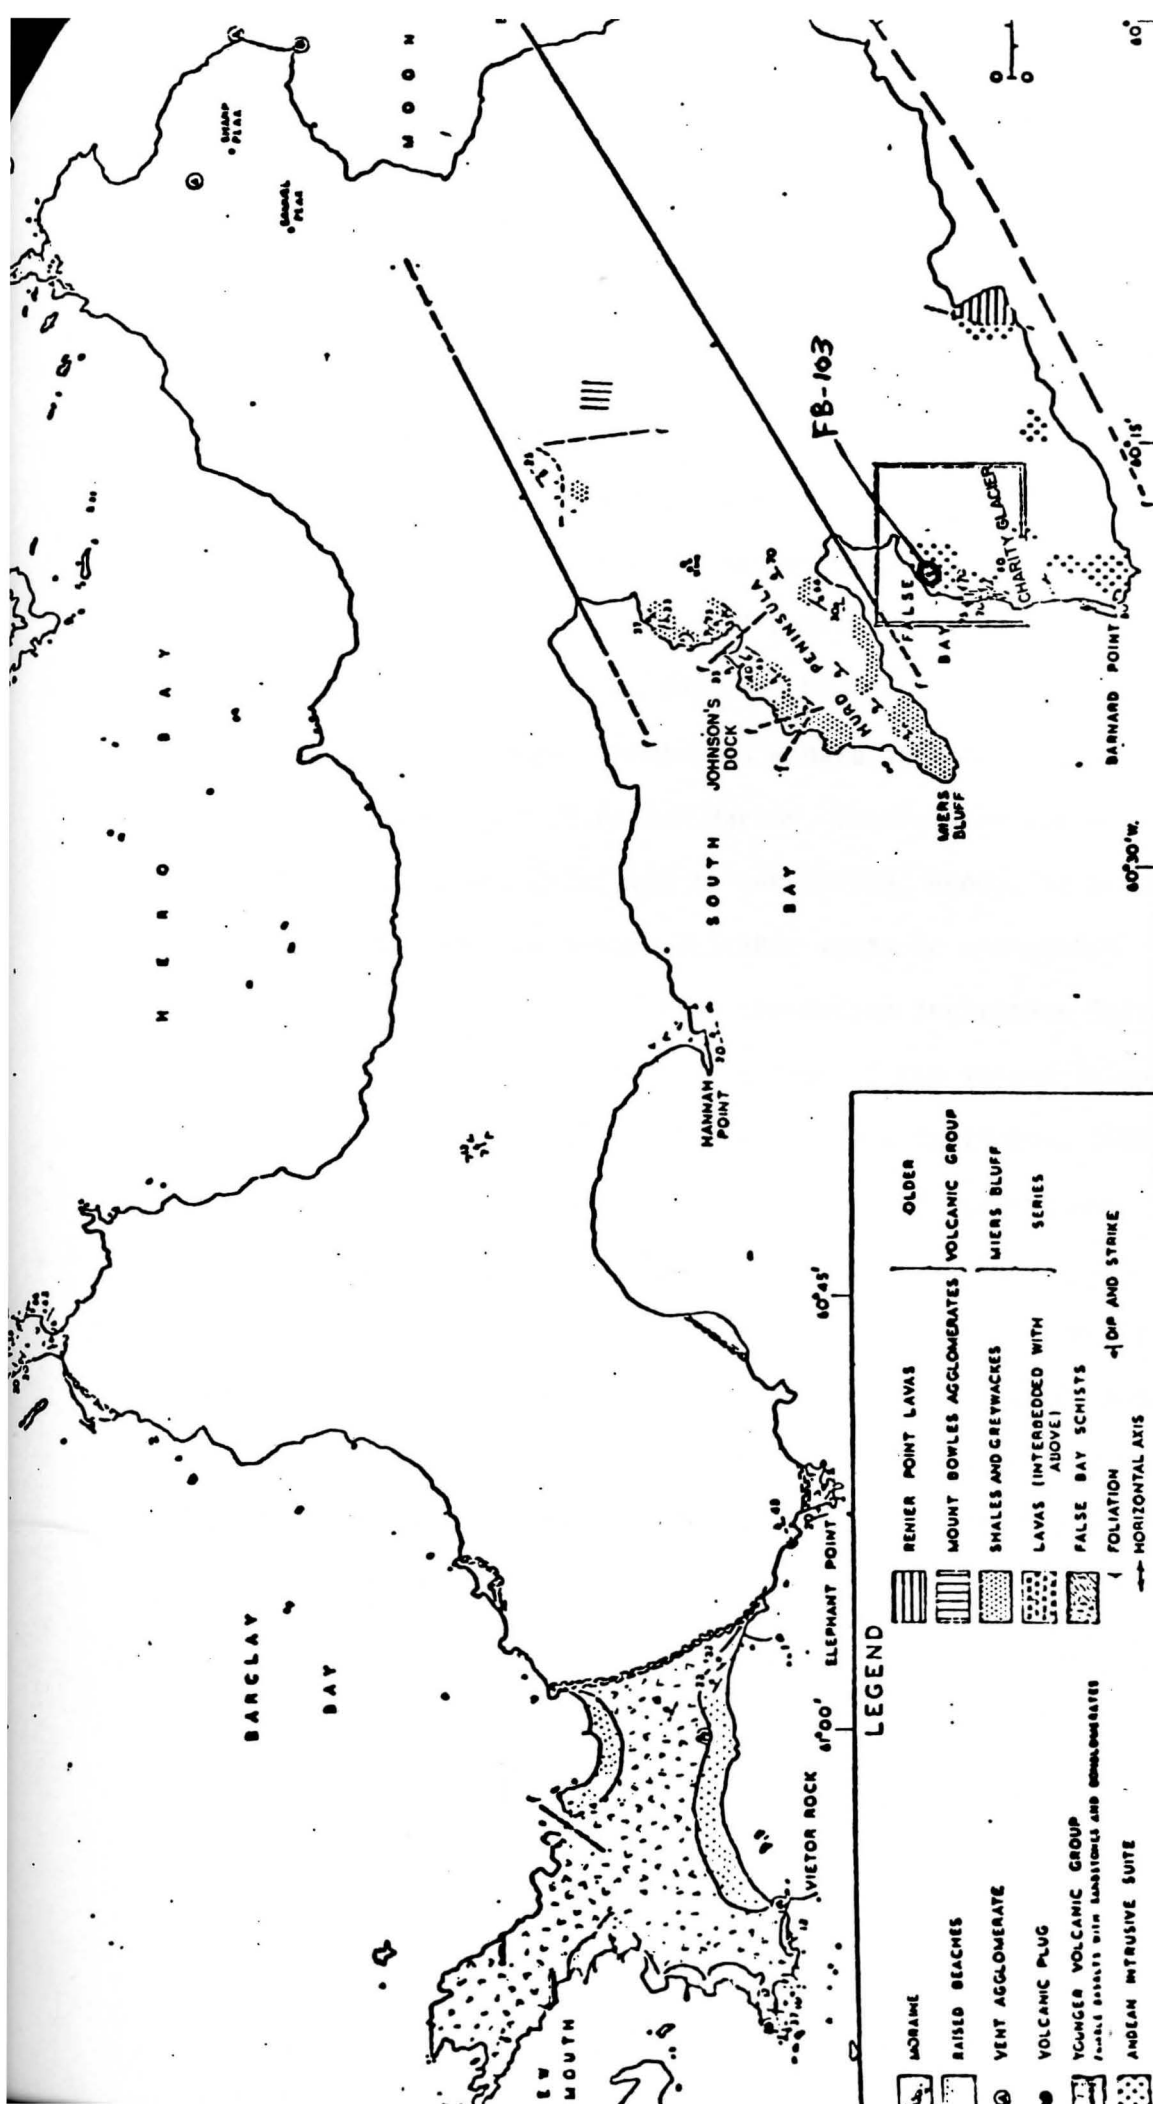 SHARP
PEAK
MOON
HERO BAY
FB-103
60°
60°15'
CHARITY GLACIER
FALSE
BAY
HURD PENINSULA
JOHNSON'S
DOCK
BARNARD POINT
MIERS
BLUFF
SOUTH
BAY
60°30'W.
HANNAH
POINT
20
60°45'
ELEPHANT POINT
BARCLAY
BAY
61°00'
VIETOR ROCK
MOUTH
LEGEND
MORAINE
RAISED BEACHES
VENT AGGLOMERATE
VOLCANIC PLUG
YOUNGER VOLCANIC GROUP
ANDEAN INTRUSIVE SUITE
RENIER POINT LAVAS
MOUNT BOWLES AGGLOMERATES
OLDER
VOLCANIC GROUP
SHALES AND GREYWACKES
LAVAS (INTERBEDDED WITH
ABOVE)
MIERS BLUFF
SERIES
FALSE BAY SCHISTS
FOLIATION
DIP AND STRIKE
HORIZONTAL AXIS